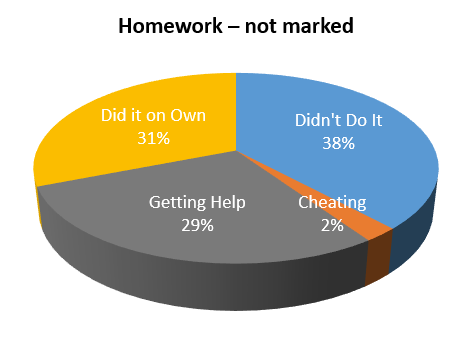 Homework – not marked
Did it on Own
31%
Didn't Do It
38%
Getting Help
29%
Cheating
2%